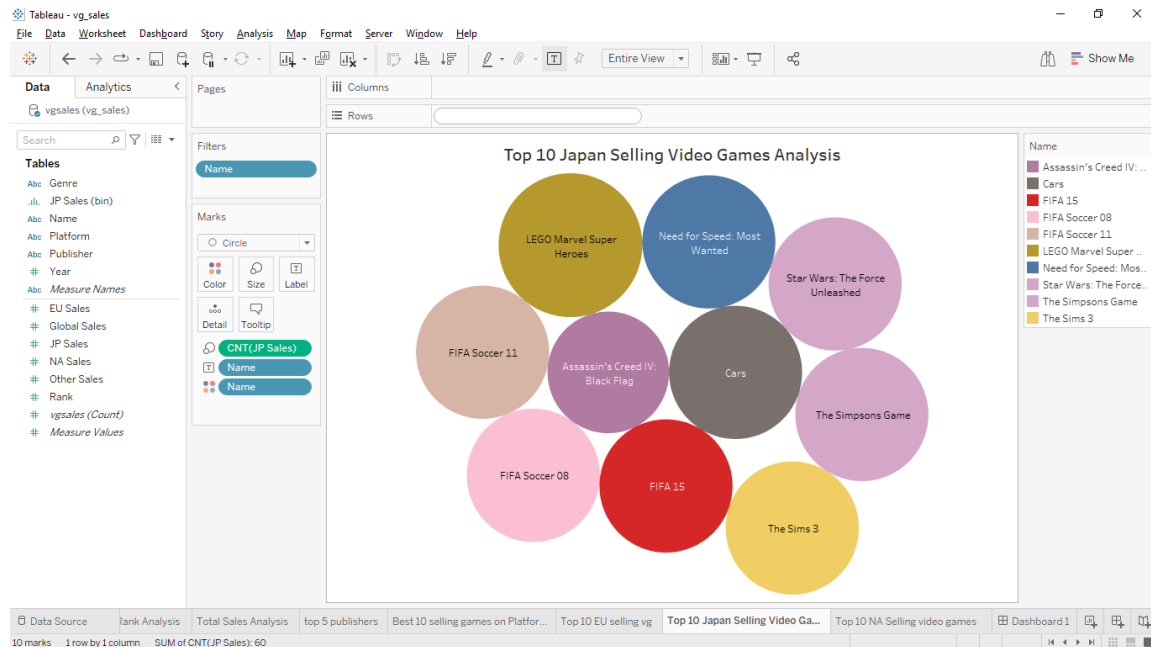 Tableau - vg_sales
File Data Worksheet Dashboard Story Analysis Map Format Server Window Help
Entire View
Show Me
Data Analytics
vgsales (vg_sales)
Search
Tables
Abc Genre
JP Sales (bin)
Abc Name
Abc Platform
Abc Publisher
# Year
Abc Measure Names
# EU Sales
# Global Sales
# JP Sales
# NA Sales
# Other Sales
# Rank
# vgsales (Count)
# Measure Values
Pages
Filters
Name
Marks
Circle
Color Size Label
Detail Tooltip
CNT(JP Sales)
Name
Name
Columns
Rows
Top 10 Japan Selling Video Games Analysis
LEGO Marvel Super
Heroes
Need for Speed: Most
Wanted
Star Wars: The Force
Unleashed
FIFA Soccer 11
Assassin's Creed IV:
Black Flag
Cars
The Simpsons Game
FIFA Soccer 08
FIFA 15
The Sims 3
Name
Assassin's Creed IV: ..
Cars
FIFA 15
FIFA Soccer 08
FIFA Soccer 11
LEGO Marvel Super ..
Need for Speed: Mos..
Star Wars: The Force..
The Simpsons Game
The Sims 3
Data Source Rank Analysis Total Sales Analysis top 5 publishers Best 10 selling games on Platfor... Top 10 EU selling vg Top 10 Japan Selling Video Ga... Top 10 NA Selling video games Dashboard 1
10 marks 1 row by 1 column SUM of CNT(JP Sales): 60